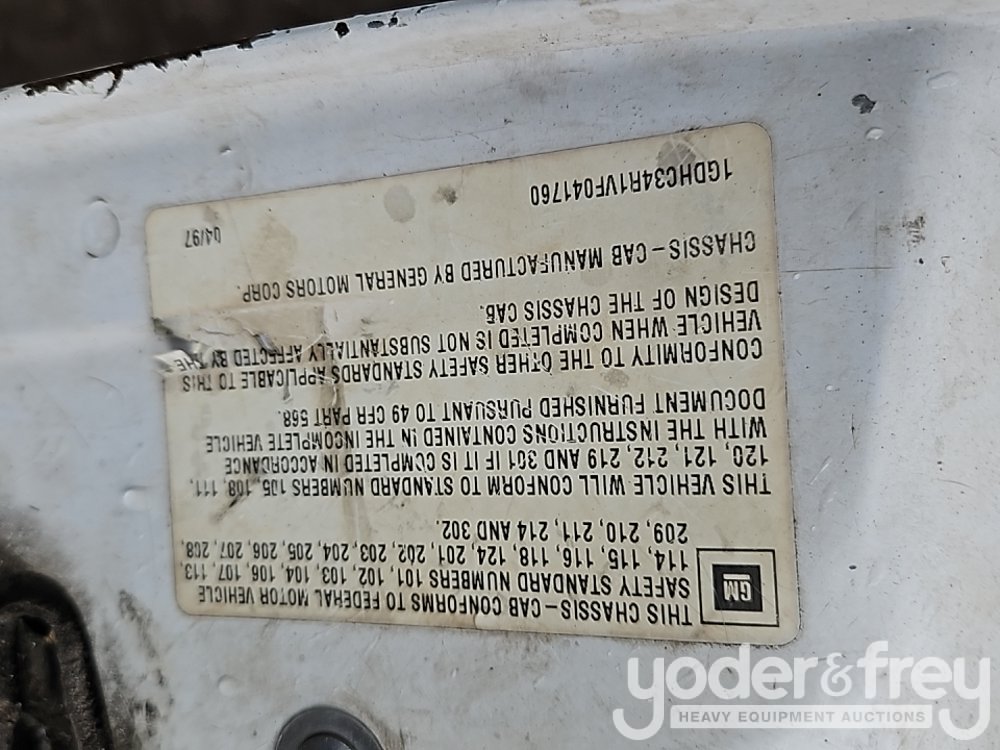 GM
THIS CHASSIS-CAB CONFORMS TO FEDERAL MOTOR VEHICLE
SAFETY STANDARD NUMBERS 101, 102, 103, 104, 106, 107, 113,
114, 115, 116, 118, 124, 201, 202, 203, 204, 205, 206, 207, 208,
209, 210, 211, 214 AND 302.
THIS VEHICLE WILL CONFORM TO STANDARD NUMBERS 105, 108, 111,
120, 121, 212, 219 AND 301 IF IT IS COMPLETED IN ACCORDANCE
WITH THE INSTRUCTIONS CONTAINED IN THE INCOMPLETE VEHICLE
DOCUMENT FURNISHED PURSUANT TO 49 CFR PART 568.
CONFORMITY TO THE OTHER SAFETY STANDARDS APPLICABLE TO THIS
VEHICLE WHEN COMPLETED IS NOT SUBSTANTIALLY AFFECTED BY THE
DESIGN OF THE CHASSIS CAB.
CHASSIS-CAB MANUFACTURED BY GENERAL MOTORS CORP.
1GDHC34R1VF041760 04/97
yoder&frey
HEAVY EQUIPMENT AUCTIONS